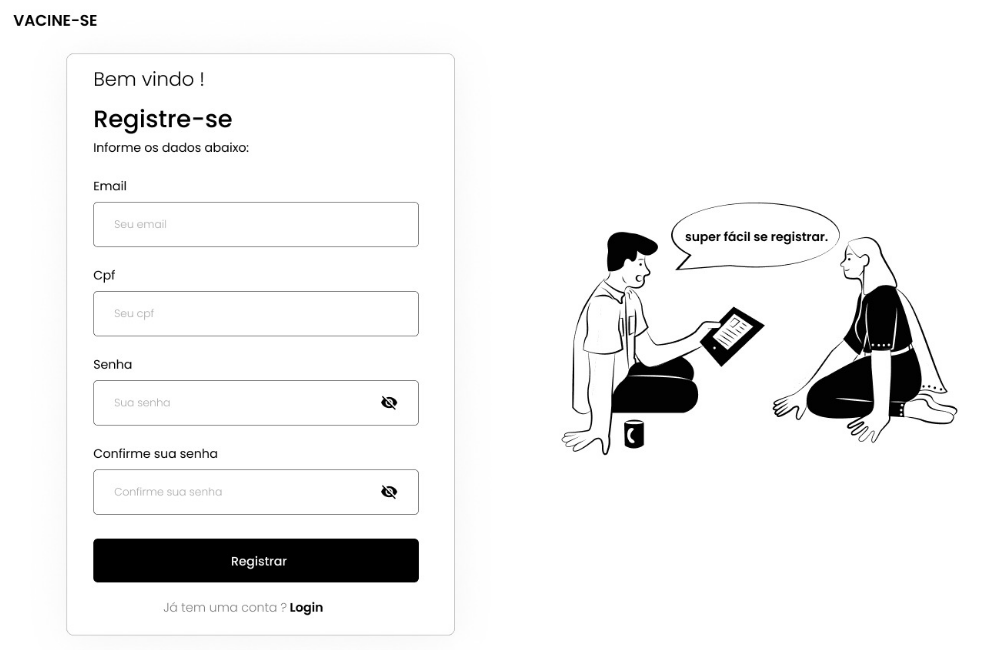 VACINE-SE
Bem vindo !
Registre-se
Informe os dados abaixo:
Email
Seu email
Cpf
Seu cpf
Senha
Sua senha
Confirme sua senha
Confirme sua senha
Registrar
Já tem uma conta ? Login
super fácil se registrar.